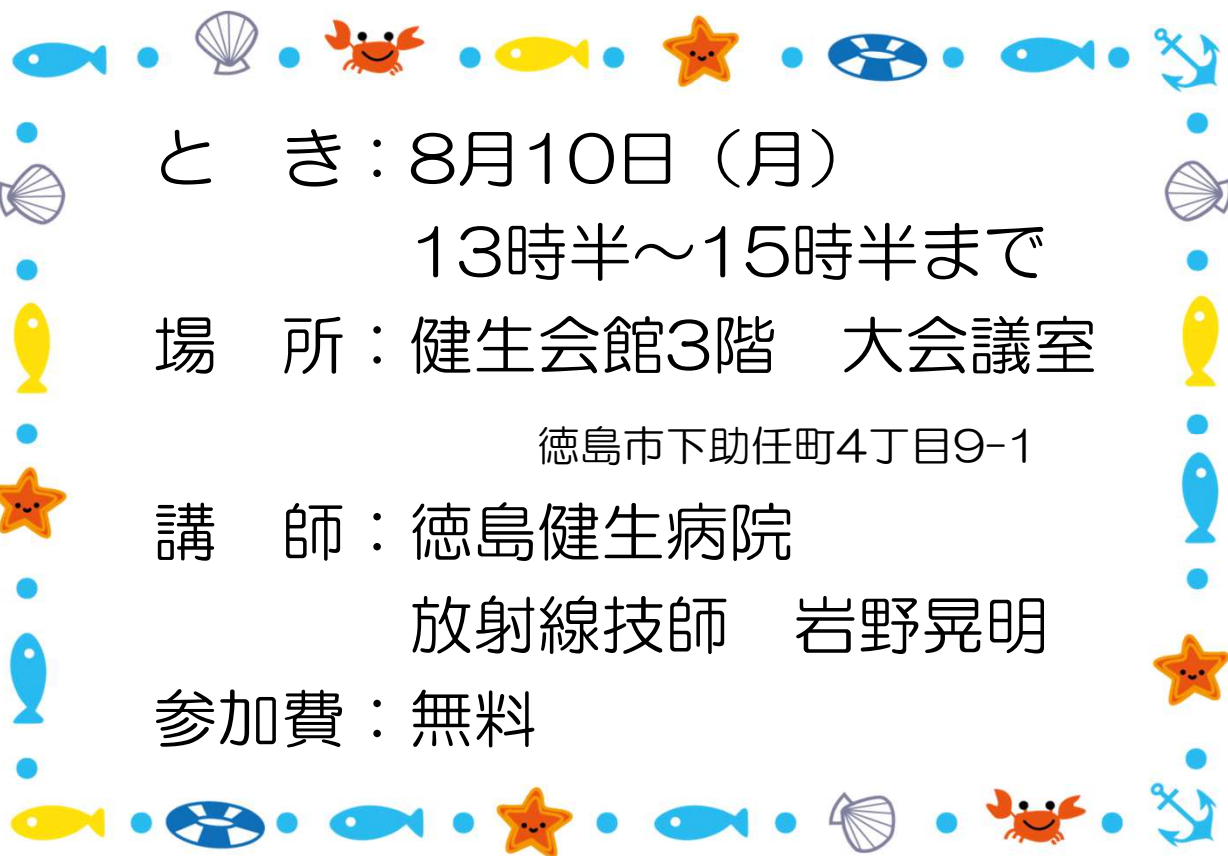 と　き：8月10日（月）
13時半～15時半まで
場　所：健生会館3階　大会議室
徳島市下助任町4丁目9-1
講　師：徳島健生病院
放射線技師　岩野晃明
参加費：無料